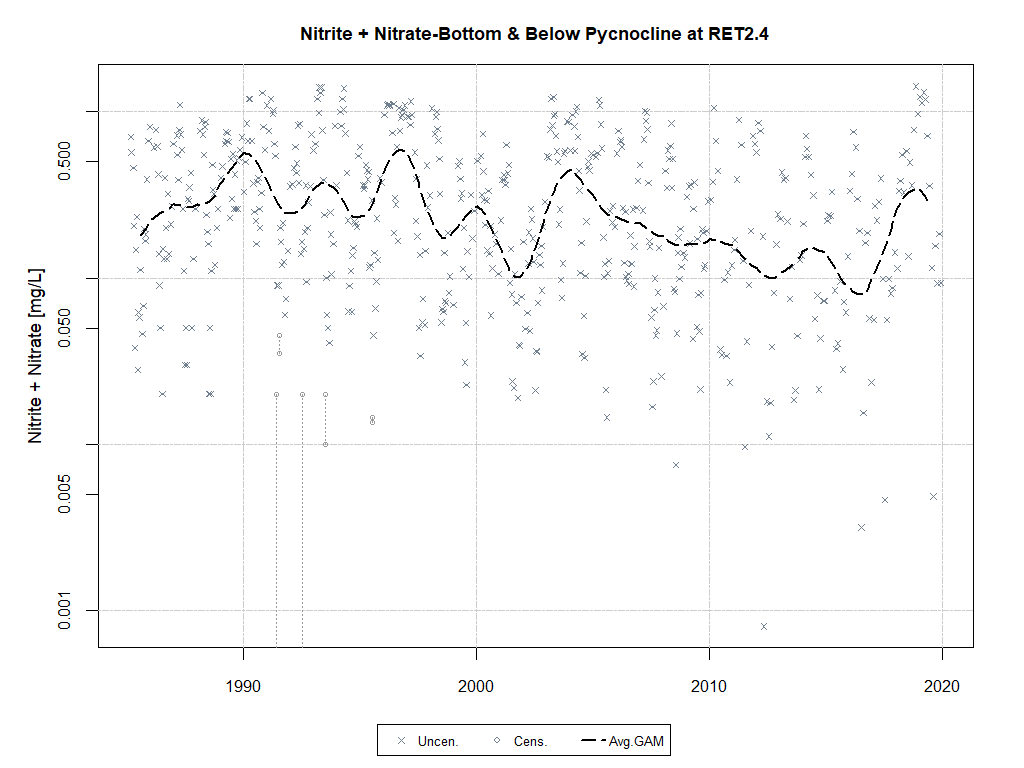 Nitrite + Nitrate-Bottom & Below Pycnocline at RET2.4
Nitrite + Nitrate [mg/L]
0.500
0.050
0.005
0.001
1990 2000 2010 2020
Uncen. Cens. Avg.GAM